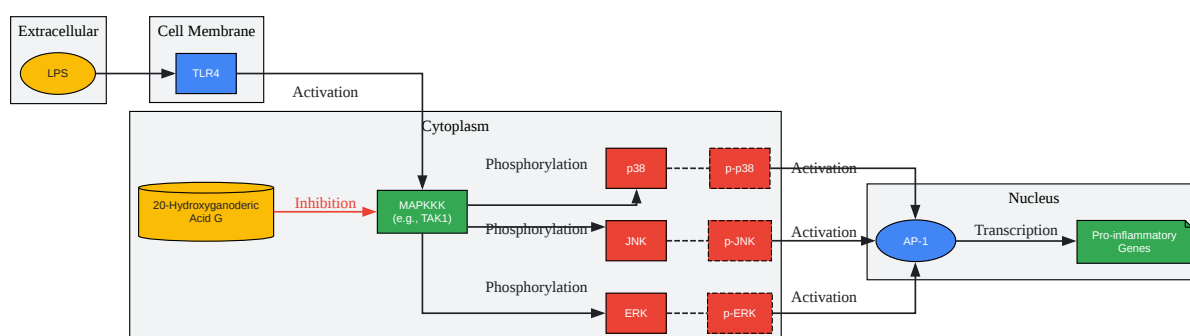 Extracellular
LPS
Cell Membrane
TLR4
Activation
Cytoplasm
20-Hydroxyganoderic
Acid G
Inhibition
MAPKKK
(e.g., TAK1)
Phosphorylation
p38
p-p38
Activation
Phosphorylation
JNK
p-JNK
Activation
Phosphorylation
ERK
p-ERK
Activation
Nucleus
AP-1
Transcription
Pro-inflammatory
Genes